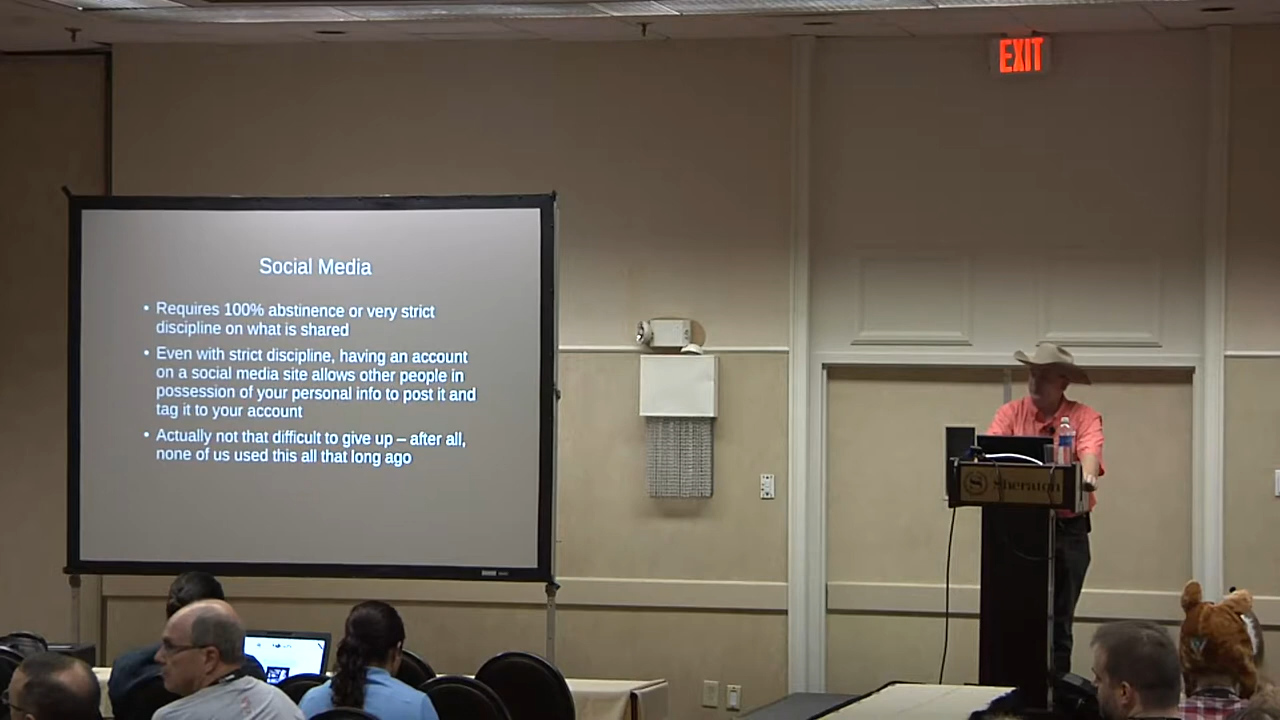 EXIT
Social Media
• Requires 100% abstinence or very strict
discipline on what is shared
• Even with strict discipline, having an account
on a social media site allows other people in
possession of your personal info to post it and
tag it to your account
• Actually not that difficult to give up – after all,
none of us used this all that long ago
S Sheraton